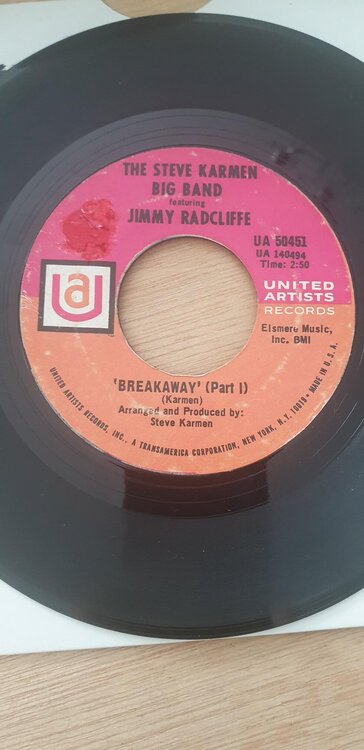 THE STEVE KARMEN
BIG BAND
featuring
JIMMY RADCLIFFE
UA 50451
UA 140494
Time: 2:50
ua
UNITED
ARTISTS
RECORDS
Elsmere Music,
Inc. BMI
'BREAKAWAY' (Part I)
(Karmen)
Arranged and Produced by:
Steve Karmen
UNITED ARTISTS RECORDS, INC., A TRANSAMERICA CORPORATION, NEW YORK, N.Y. 10019 • MADE IN U.S.A.